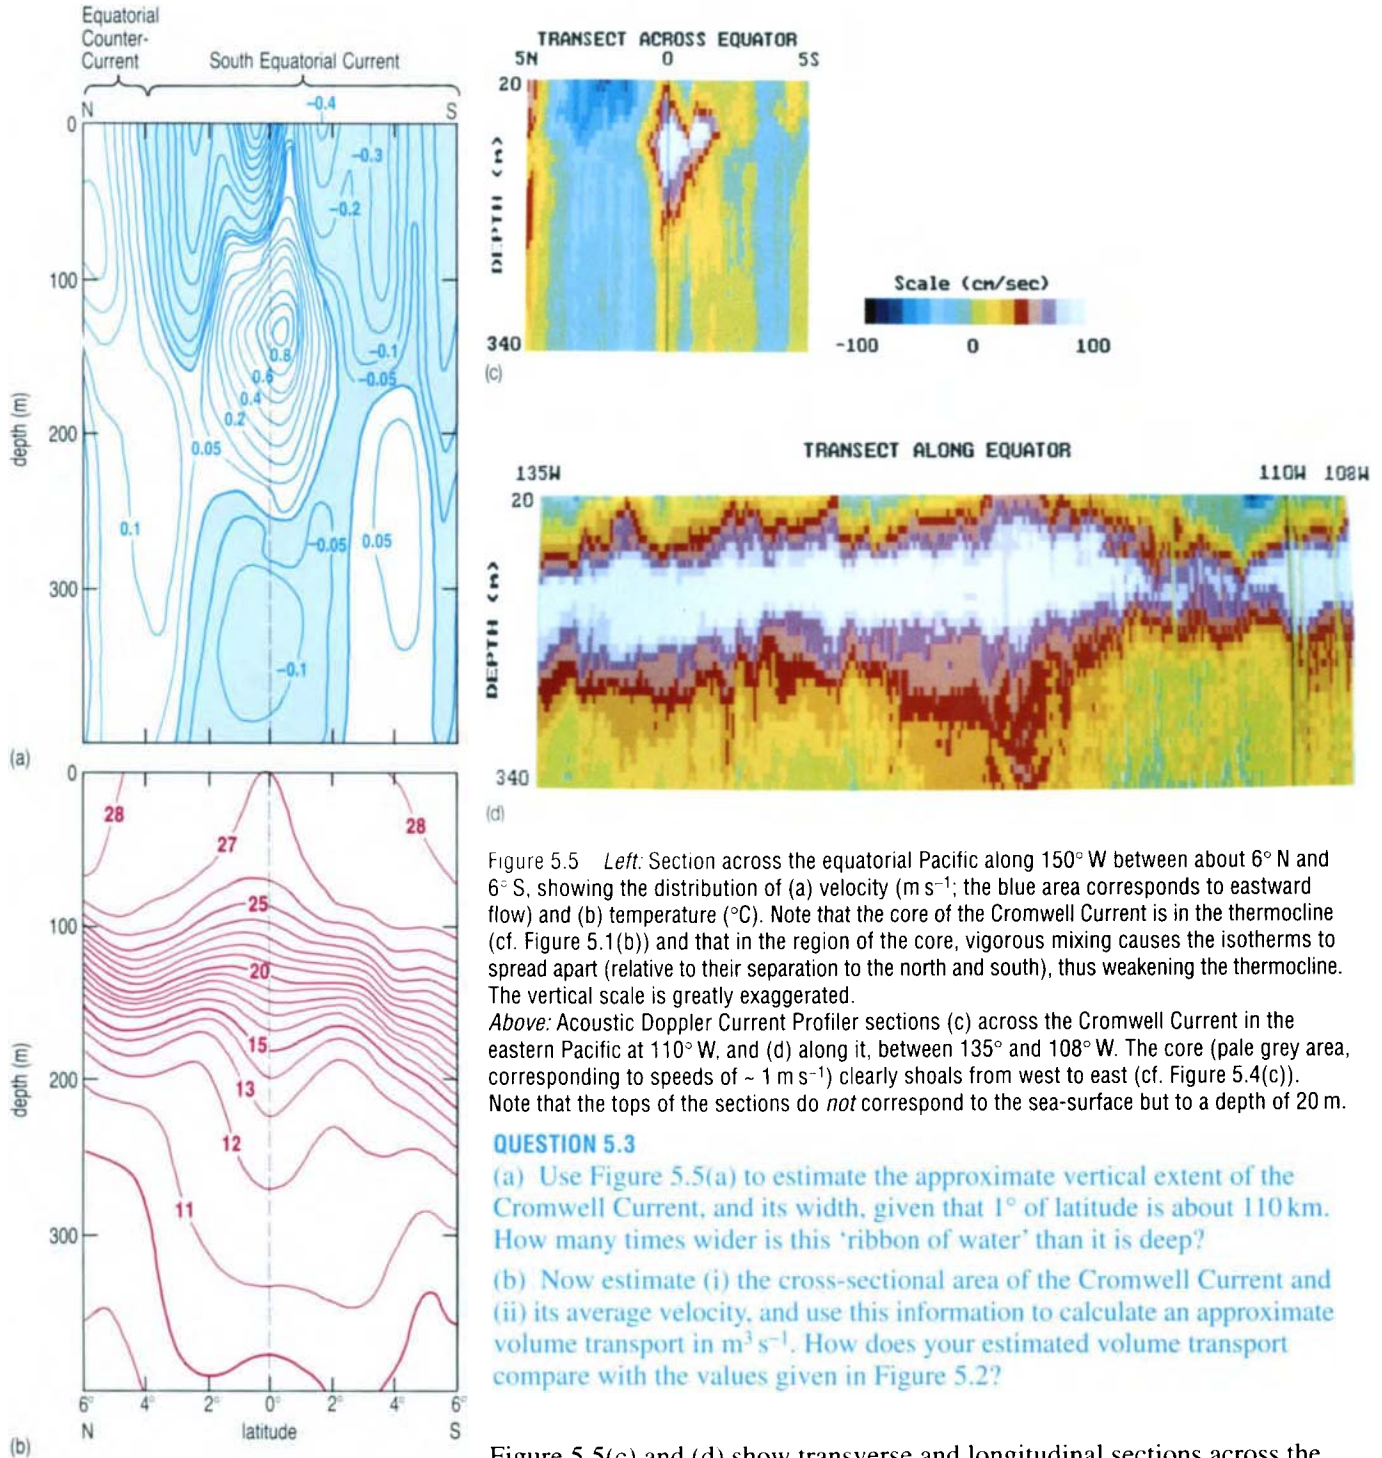 Equatorial
Counter-
Current
South Equatorial Current
N
S
-0.4
0
-0.3
-0.2
100
0.8
-0.1
0.6
-0.05
0.4
0.2
200
0.05
0.1
-0.05
0.05
300
-0.1
depth (m)
(a)
0
28
28
27
25
100
20
15
13
200
12
11
300
depth (m)
6° 4° 2° 0° 2° 4° 6°
N
latitude
S
(b)
TRANSECT ACROSS EQUATOR
5N 0 5S
20
DEPTH (m)
340
(c)
Scale (cm/sec)
-100 0 100
TRANSECT ALONG EQUATOR
135W 110W 108W
20
DEPTH (m)
340
(d)
Figure 5.5 Left: Section across the equatorial Pacific along 150° W between about 6° N and
6° S, showing the distribution of (a) velocity (m s⁻¹; the blue area corresponds to eastward
flow) and (b) temperature (°C). Note that the core of the Cromwell Current is in the thermocline
(cf. Figure 5.1(b)) and that in the region of the core, vigorous mixing causes the isotherms to
spread apart (relative to their separation to the north and south), thus weakening the thermocline.
The vertical scale is greatly exaggerated.
Above: Acoustic Doppler Current Profiler sections (c) across the Cromwell Current in the
eastern Pacific at 110° W, and (d) along it, between 135° and 108° W. The core (pale grey area,
corresponding to speeds of ~ 1 m s⁻¹) clearly shoals from west to east (cf. Figure 5.4(c)).
Note that the tops of the sections do not correspond to the sea-surface but to a depth of 20 m.
QUESTION 5.3
(a) Use Figure 5.5(a) to estimate the approximate vertical extent of the
Cromwell Current, and its width, given that 1° of latitude is about 110 km.
How many times wider is this ‘ribbon of water’ than it is deep?
(b) Now estimate (i) the cross-sectional area of the Cromwell Current and
(ii) its average velocity, and use this information to calculate an approximate
volume transport in m³ s⁻¹. How does your estimated volume transport
compare with the values given in Figure 5.2?
Figure 5.5(c) and (d) show transverse and longitudinal sections across the